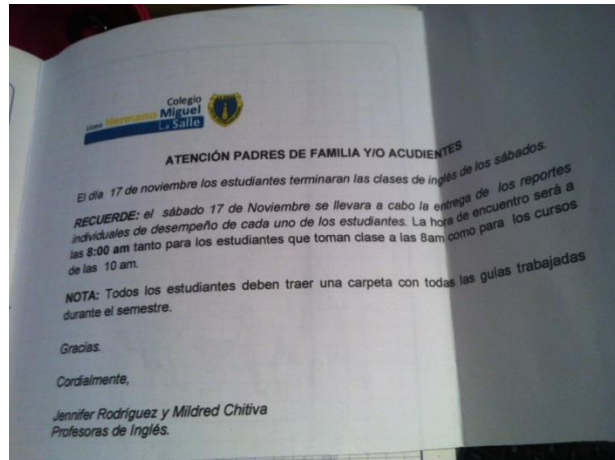 Colegio
Liceo Hermano Miguel
La Salle
ATENCIÓN PADRES DE FAMILIA Y/O ACUDIENTES
El día 17 de noviembre los estudiantes terminaran las clases de inglés de los sábados.
RECUERDE: el sábado 17 de Noviembre se llevara a cabo la entrega de los reportes
individuales de desempeño de cada uno de los estudiantes. La hora de encuentro será a
las 8:00 am tanto para los estudiantes que toman clase a las 8am como para los cursos
de las 10 am.
NOTA: Todos los estudiantes deben traer una carpeta con todas las guías trabajadas
durante el semestre.
Gracias.
Cordialmente,
Jennifer Rodríguez y Mildred Chitiva
Profesoras de Inglés.